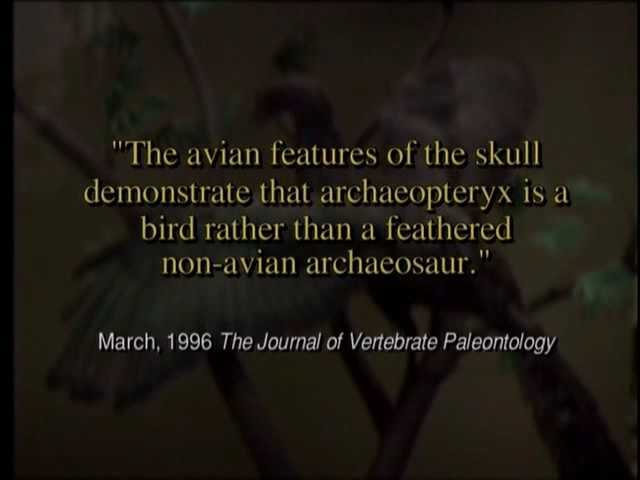 "The avian features of the skull
demonstrate that archaeopteryx is a
bird rather than a feathered
non-avian archaeosaur."
March, 1996 The Journal of Vertebrate Paleontology